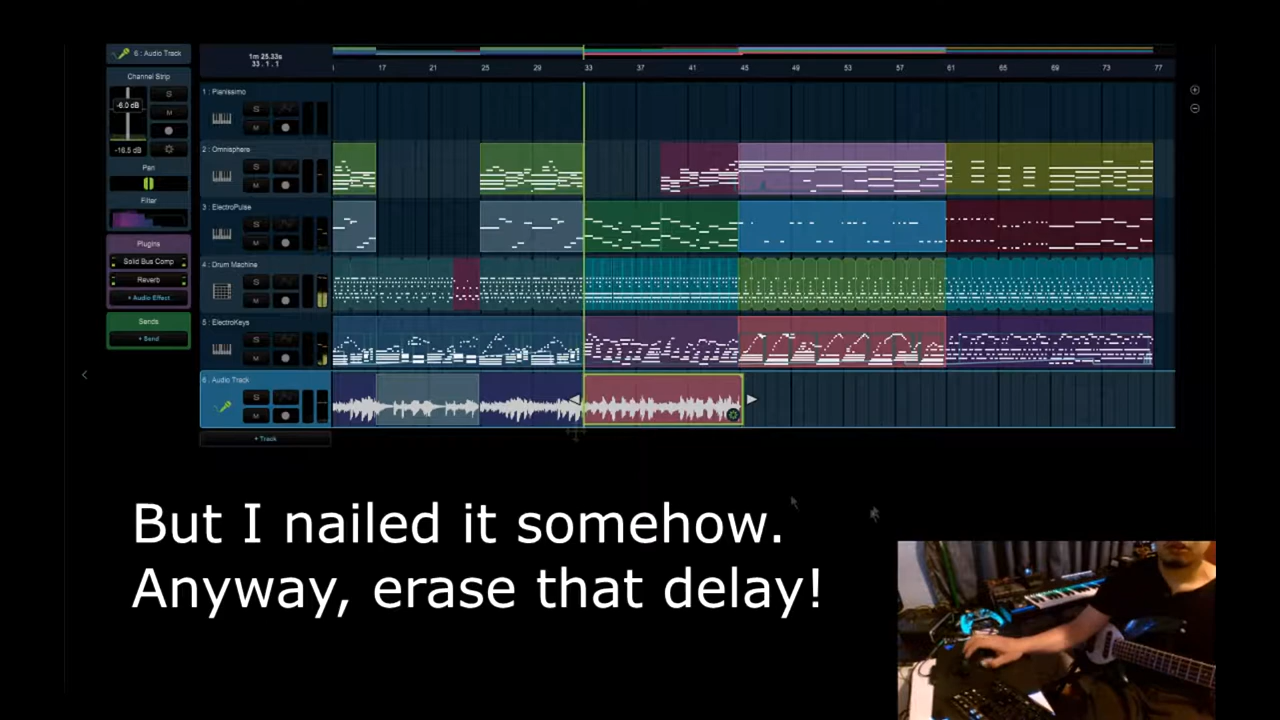 6 : Audio Track
1m 25.33s
33 . 1 . 1
17 21 25 29 33 37 41 45 49 53 57 61 65 69 73 77
Channel Strip
S
-6.0 dB
M
-16.5 dB
Pan
Filter
Plugins
Solid Bus Comp
Reverb
+ Audio Effect
Sends
+ Send
1 : Pianissimo
S
M
2 : Omnisphere
S
M
3 : ElectroPulse
S
M
4 : Drum Machine
S
M
5 : ElectroKeys
S
M
6 : Audio Track
S
M
+ Track
But I nailed it somehow.
Anyway, erase that delay!